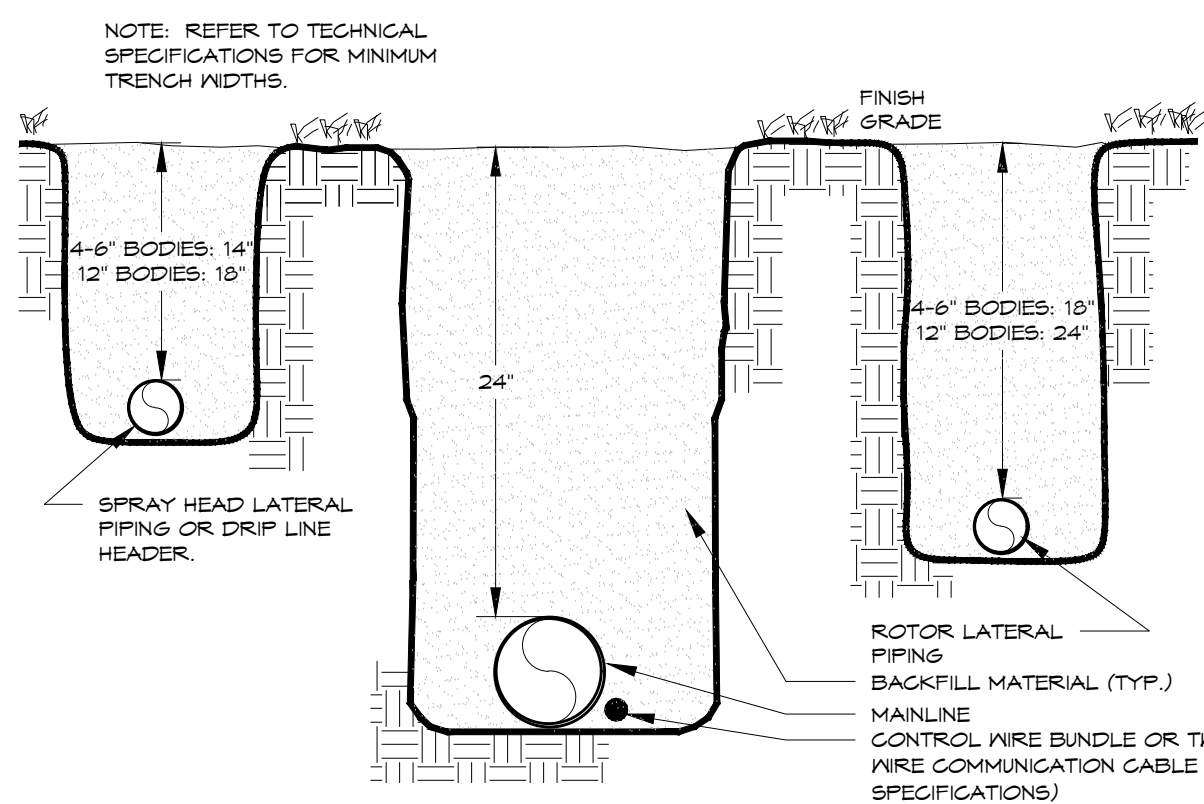 NOTE: REFER TO TECHNICAL
SPECIFICATIONS FOR MINIMUM
TRENCH WIDTHS.
FINISH
GRADE
4-6" BODIES: 14"
12" BODIES: 18"
4-6" BODIES: 18"
12" BODIES: 24"
24"
SPRAY HEAD LATERAL
PIPING OR DRIP LINE
HEADER.
ROTOR LATERAL
PIPING
BACKFILL MATERIAL (TYP.)
MAINLINE
CONTROL WIRE BUNDLE OR
WIRE COMMUNICATION CABLE
SPECIFICATIONS)